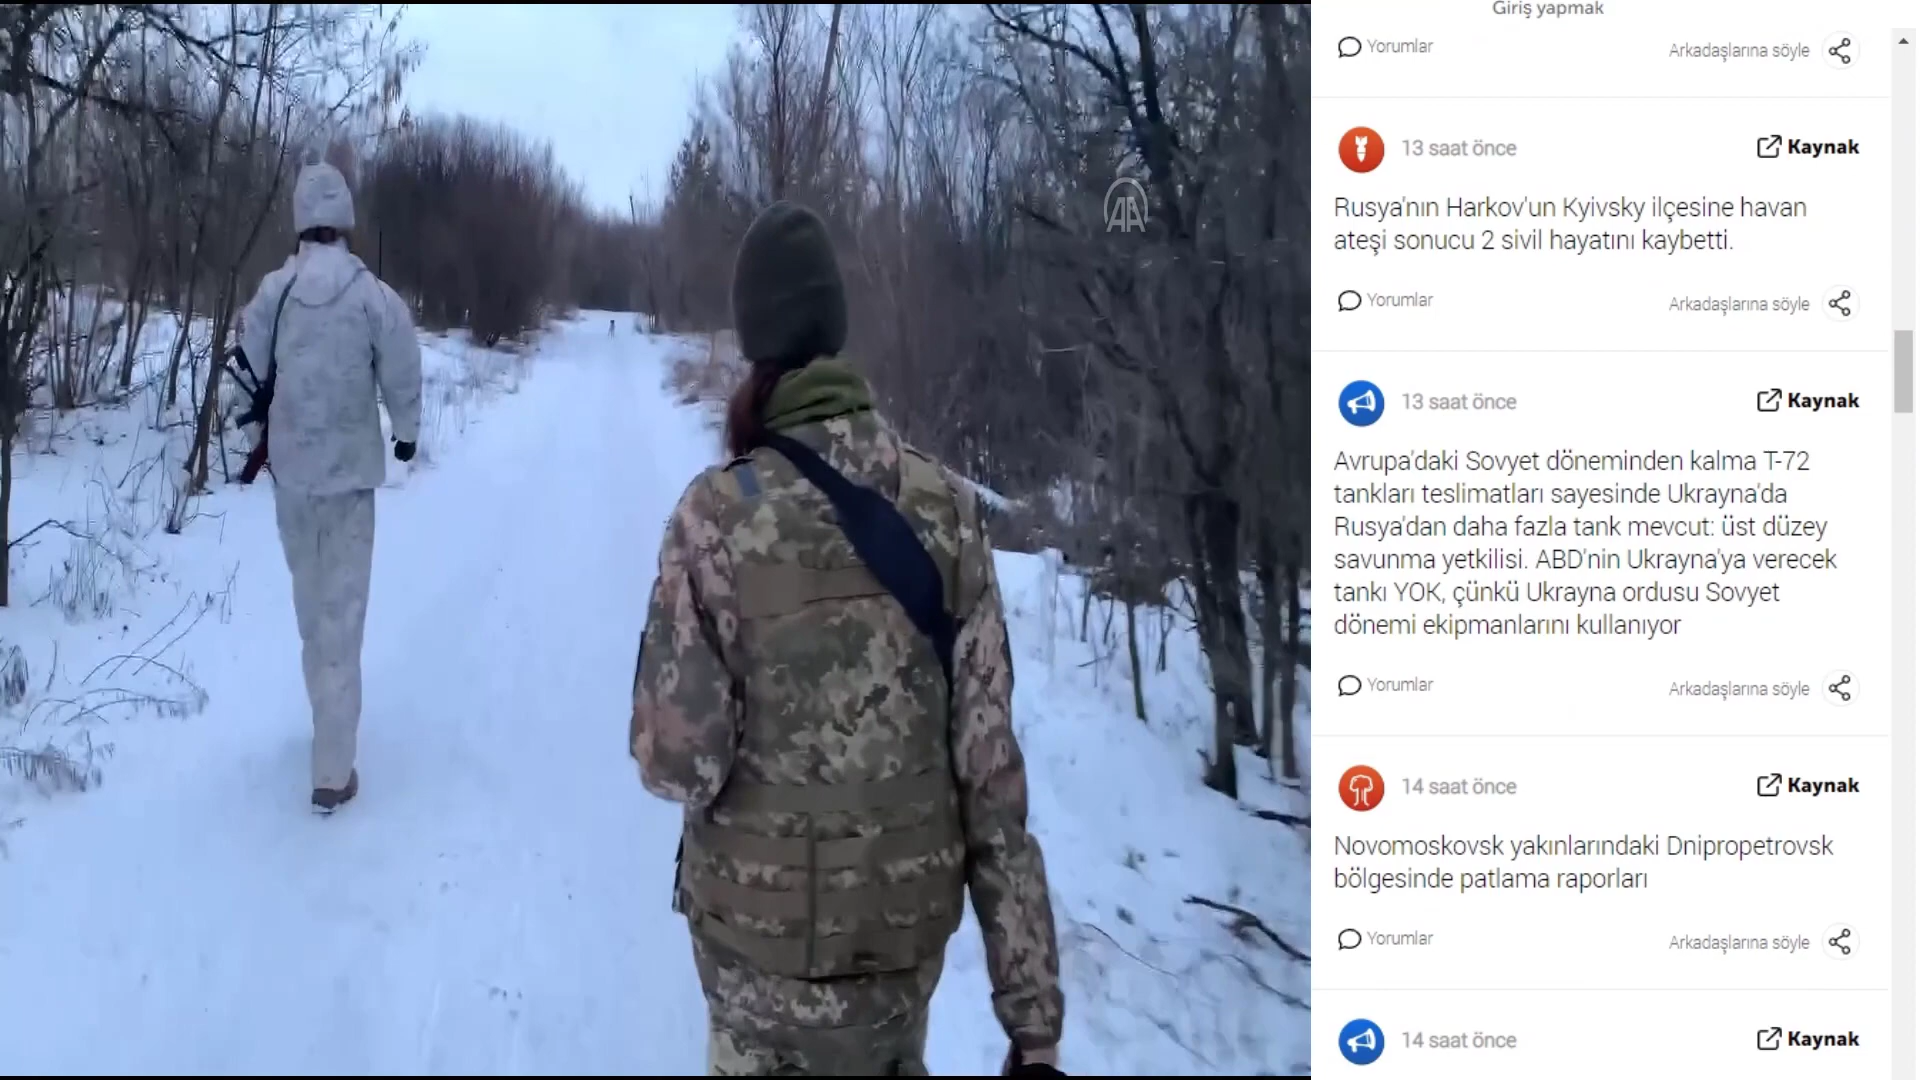 Giriş yapmak
Yorumlar
Arkadaşlarına söyle
13 saat önce
Kaynak
Rusya'nın Harkov'un Kyivsky ilçesine havan
ateşi sonucu 2 sivil hayatını kaybetti.
Yorumlar
Arkadaşlarına söyle
13 saat önce
Kaynak
Avrupa'daki Sovyet döneminden kalma T-72
tankları teslimatları sayesinde Ukrayna'da
Rusya'dan daha fazla tank mevcut: üst düzey
savunma yetkilisi. ABD'nin Ukrayna'ya verecek
tankı YOK, çünkü Ukrayna ordusu Sovyet
dönemi ekipmanlarını kullanıyor
Yorumlar
Arkadaşlarına söyle
14 saat önce
Kaynak
Novomoskovsk yakınlarındaki Dnipropetrovsk
bölgesinde patlama raporları
Yorumlar
Arkadaşlarına söyle
14 saat önce
Kaynak
AA